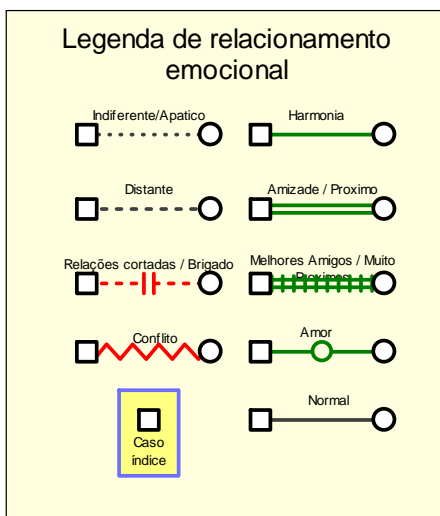 Legenda de relacionamento
emocional
Indiferente/Apatico
Harmonia
Distante
Amizade / Proximo
Relações cortadas / Brigado
Melhores Amigos / Muito
Proximos
Conflito
Amor
Caso
índice
Normal